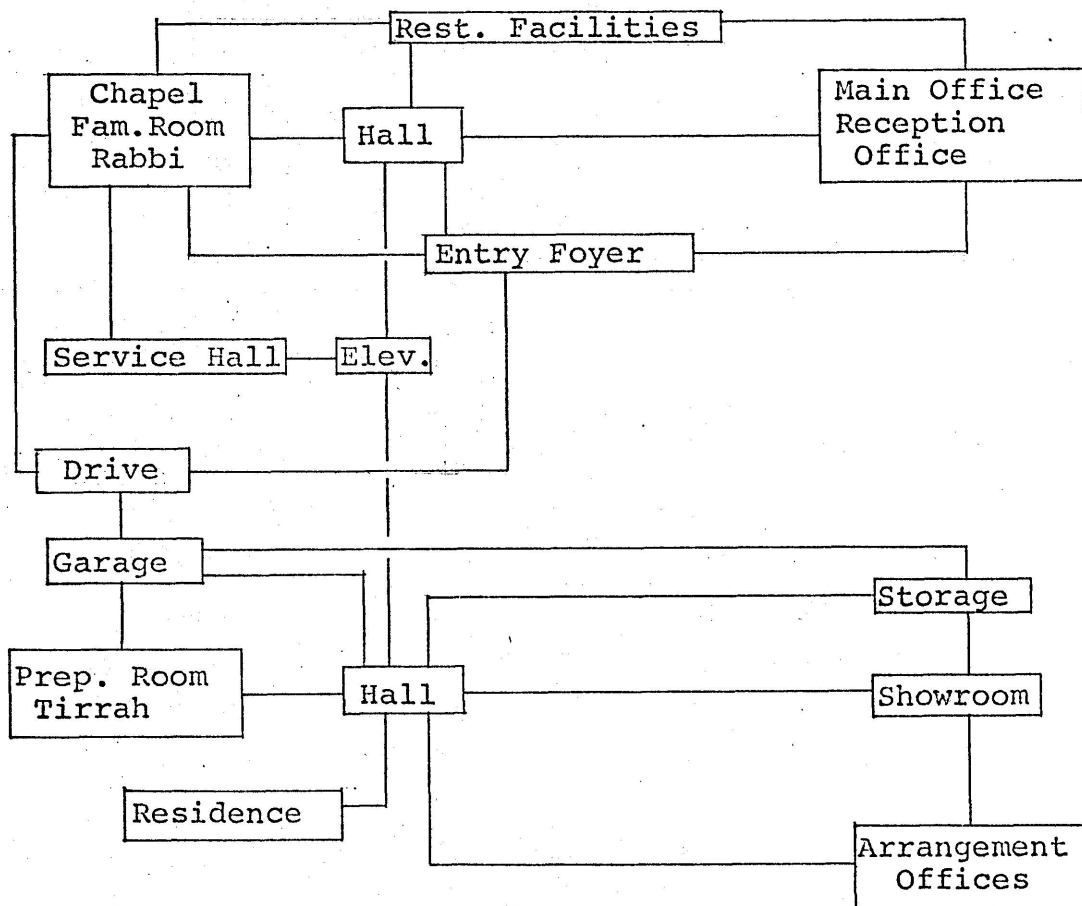 Rest. Facilities
Chapel
Fam.Room
Rabbi
Hall
Main Office
Reception
Office
Entry Foyer
Service Hall
Elev.
Drive
Garage
Storage
Prep. Room
Tirrah
Hall
Showroom
Residence
Arrangement
Offices